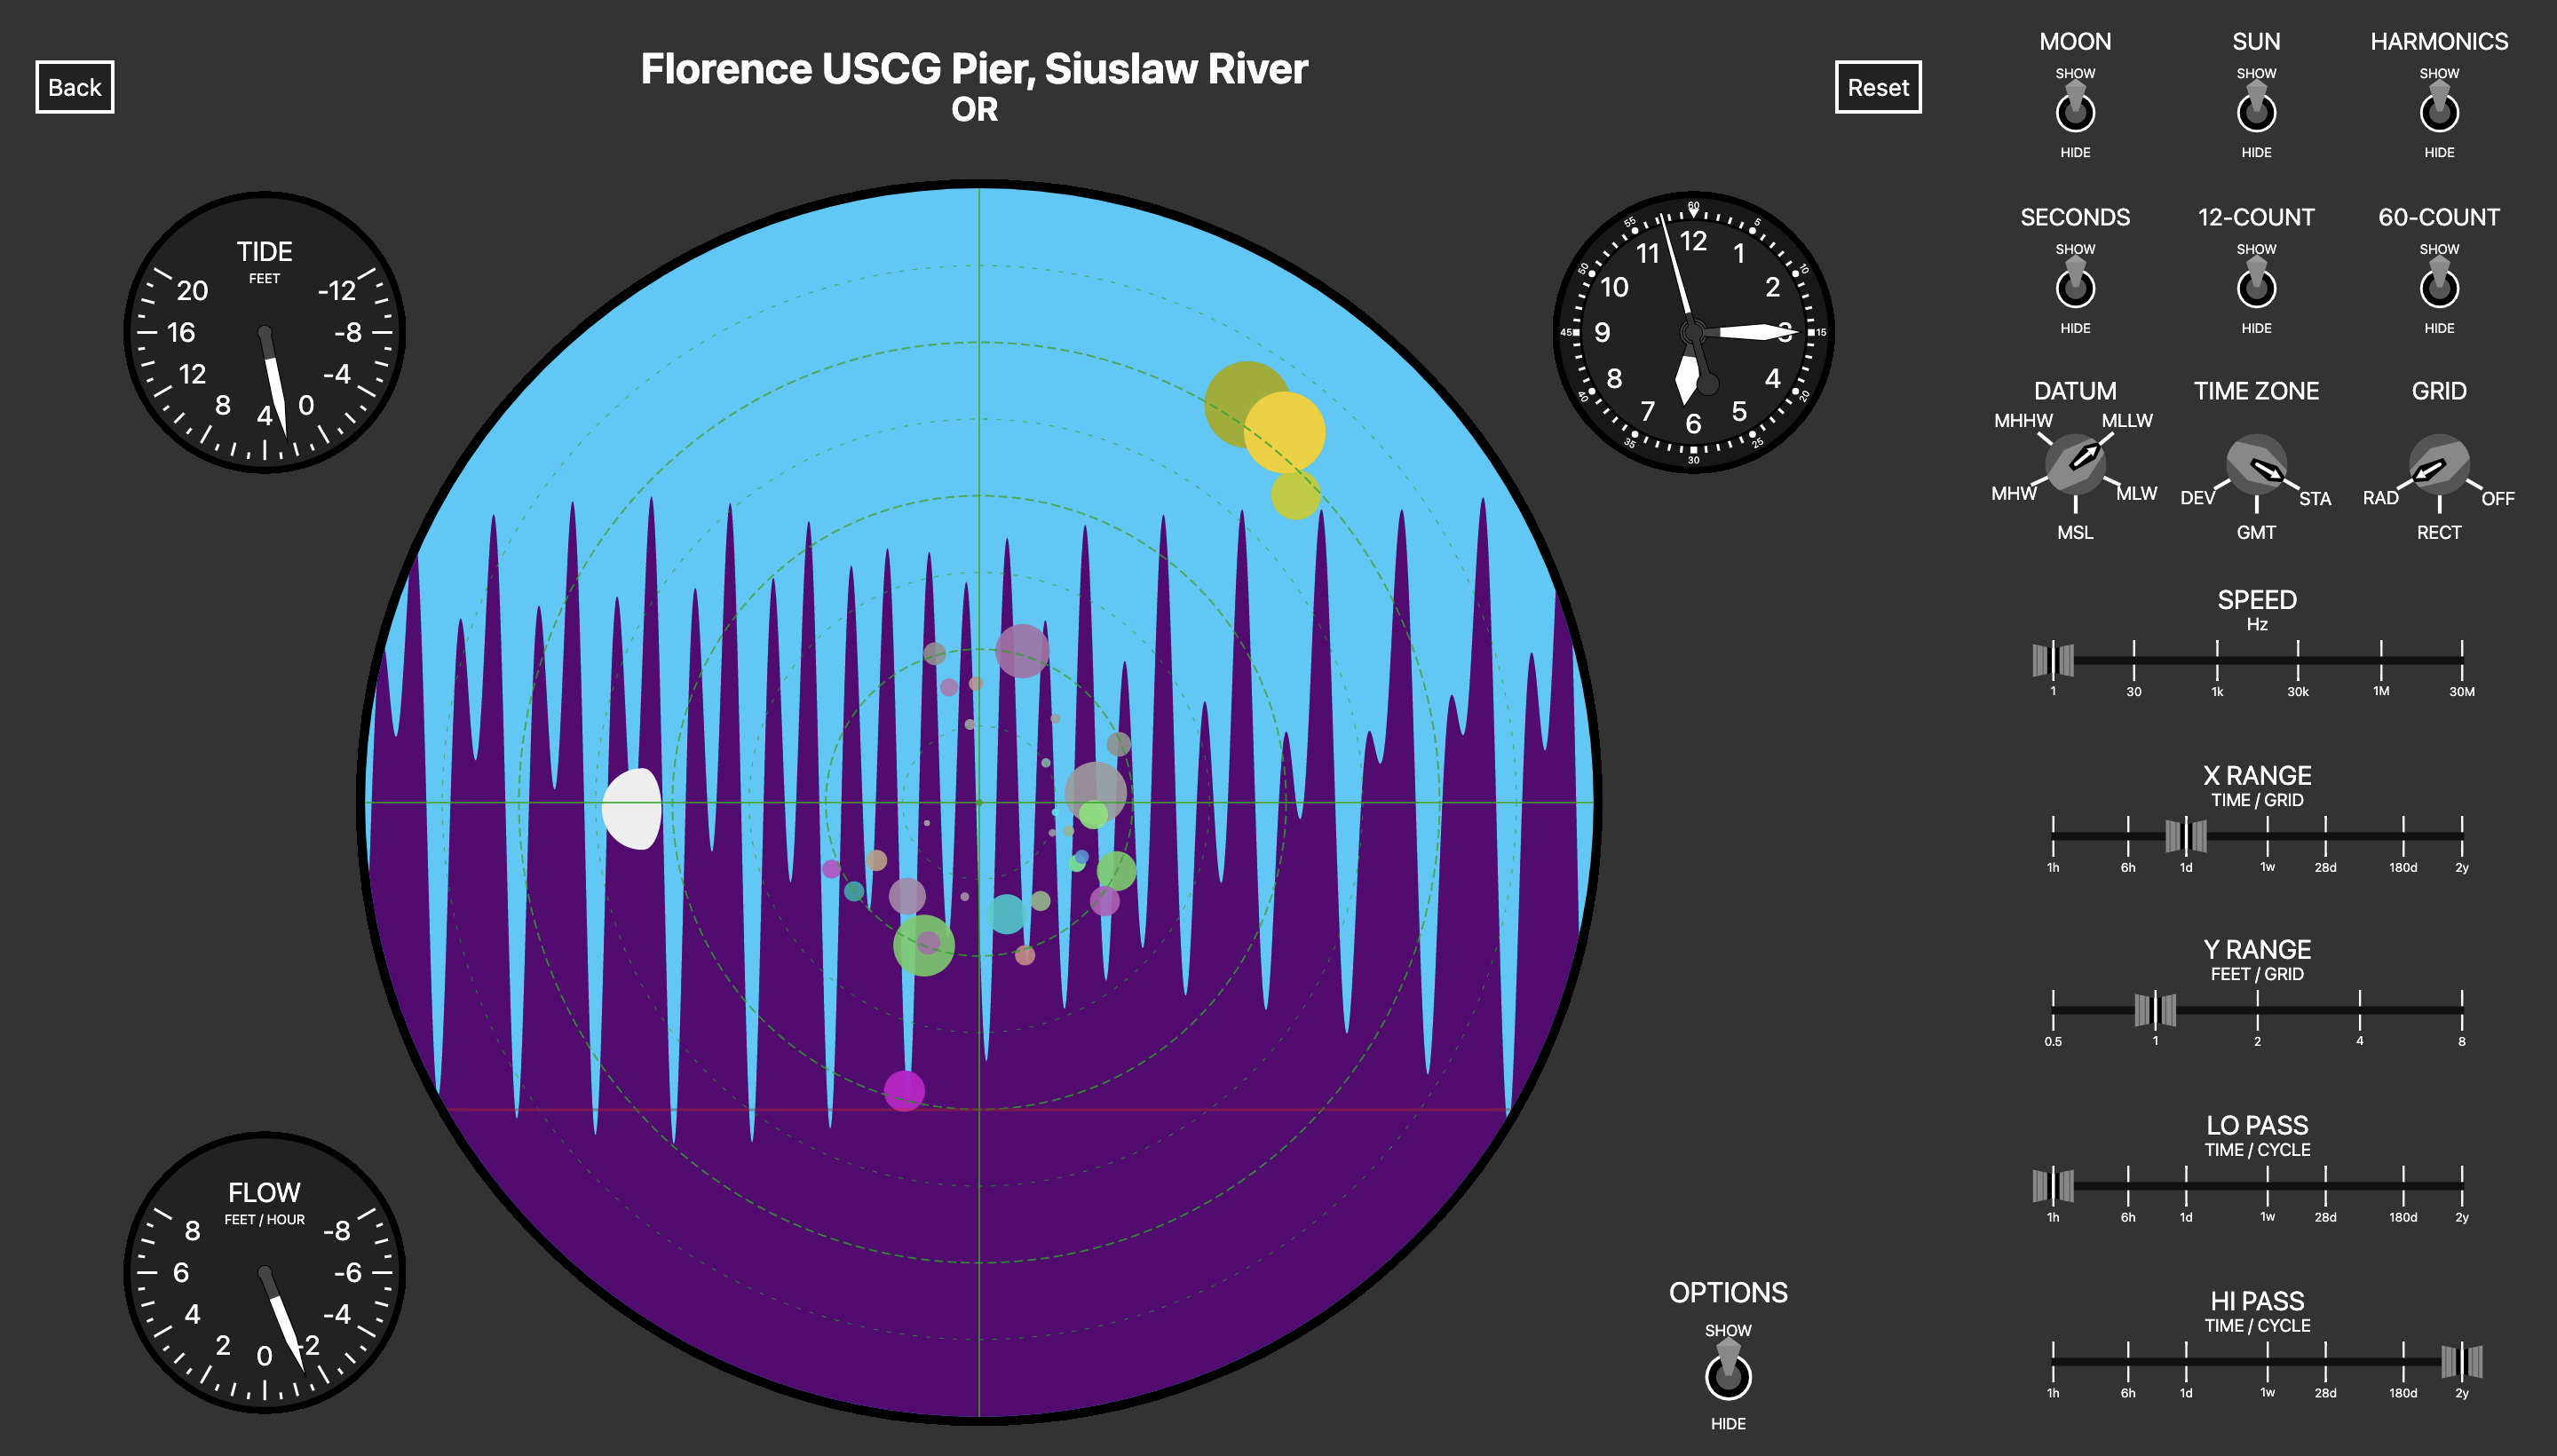 Florence USCG Pier, Siuslaw River
OR
Back
Reset
TIDE
FEET
20 -12
16 -8
12 -4
8 4 0
60
55 5
50 10
45 15
40 20
35 25
30
12
11 1
10 2
9 3
8 4
7 5
6
FLOW
FEET / HOUR
8 -8
6 -6
4 -4
2 0 -2
OPTIONS
SHOW
HIDE
MOON SUN HARMONICS
SHOW SHOW SHOW
HIDE HIDE HIDE
SECONDS 12-COUNT 60-COUNT
SHOW SHOW SHOW
HIDE HIDE HIDE
DATUM TIME ZONE GRID
MHHW MLLW
MHW MLW DEV STA RAD OFF
MSL GMT RECT
SPEED
Hz
1 30 1k 30k 1M 30M
X RANGE
TIME / GRID
1h 6h 1d 1w 28d 180d 2y
Y RANGE
FEET / GRID
0.5 1 2 4 8
LO PASS
TIME / CYCLE
1h 6h 1d 1w 28d 180d 2y
HI PASS
TIME / CYCLE
1h 6h 1d 1w 28d 180d 2y